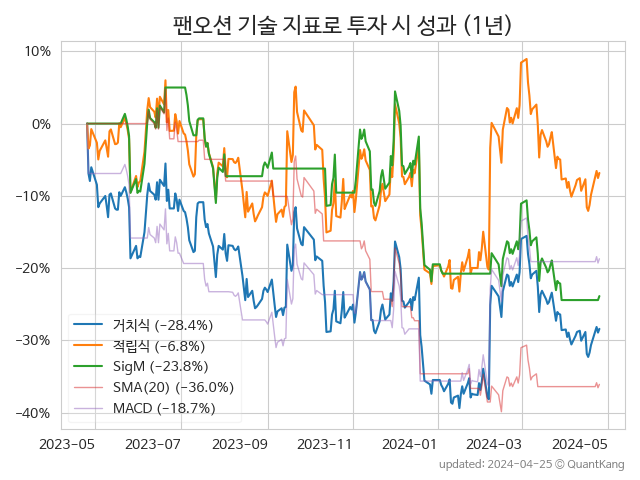 팬오션 기술 지표로 투자 시 성과 (1년)
10%
0%
−10%
−20%
−30%
−40%
거치식 (−28.4%)
적립식 (−6.8%)
SigM (−23.8%)
SMA(20) (−36.0%)
MACD (−18.7%)
2023−05 2023−07 2023−09 2023−11 2024−01 2024−03 2024−05
updated: 2024−04−25 ⓒ QuantKang